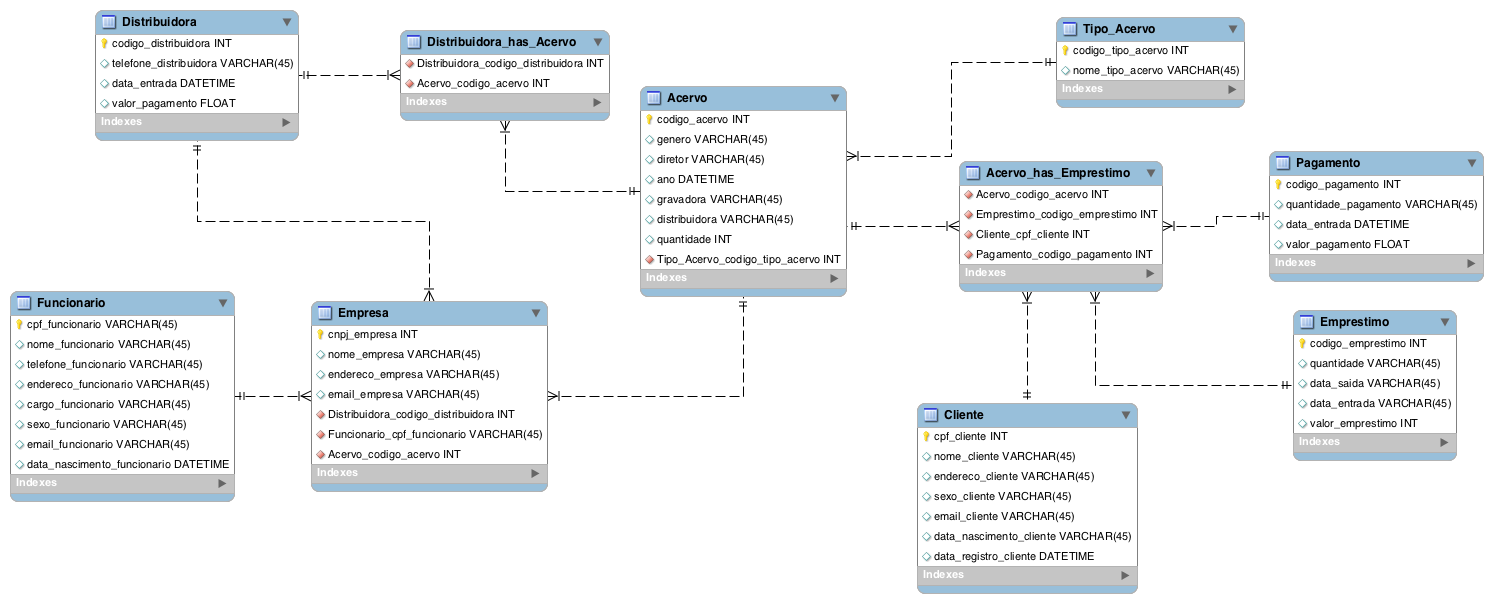 Distribuidora
codigo_distribuidora INT
telefone_distribuidora VARCHAR(45)
data_entrada DATETIME
valor_pagamento FLOAT
Indexes
Distribuidora_has_Acervo
Distribuidora_codigo_distribuidora INT
Acervo_codigo_acervo INT
Indexes
Acervo
codigo_acervo INT
genero VARCHAR(45)
diretor VARCHAR(45)
ano DATETIME
gravadora VARCHAR(45)
distribuidora VARCHAR(45)
quantidade INT
Tipo_Acervo_codigo_tipo_acervo INT
Indexes
Tipo_Acervo
codigo_tipo_acervo INT
nome_tipo_acervo VARCHAR(45)
Indexes
Acervo_has_Emprestimo
Acervo_codigo_acervo INT
Emprestimo_codigo_emprestimo INT
Cliente_cpf_cliente INT
Pagamento_codigo_pagamento INT
Indexes
Pagamento
codigo_pagamento INT
quantidade_pagamento VARCHAR(45)
data_entrada DATETIME
valor_pagamento FLOAT
Indexes
Funcionario
cpf_funcionario VARCHAR(45)
nome_funcionario VARCHAR(45)
telefone_funcionario VARCHAR(45)
endereco_funcionario VARCHAR(45)
cargo_funcionario VARCHAR(45)
sexo_funcionario VARCHAR(45)
email_funcionario VARCHAR(45)
data_nascimento_funcionario DATETIME
Indexes
Empresa
cnpj_empresa INT
nome_empresa VARCHAR(45)
endereco_empresa VARCHAR(45)
email_empresa VARCHAR(45)
Distribuidora_codigo_distribuidora INT
Funcionario_cpf_funcionario VARCHAR(45)
Acervo_codigo_acervo INT
Indexes
Emprestimo
codigo_emprestimo INT
quantidade VARCHAR(45)
data_saida VARCHAR(45)
data_entrada VARCHAR(45)
valor_emprestimo INT
Indexes
Cliente
cpf_cliente INT
nome_cliente VARCHAR(45)
endereco_cliente VARCHAR(45)
sexo_cliente VARCHAR(45)
email_cliente VARCHAR(45)
data_nascimento_cliente VARCHAR(45)
data_registro_cliente DATETIME
Indexes